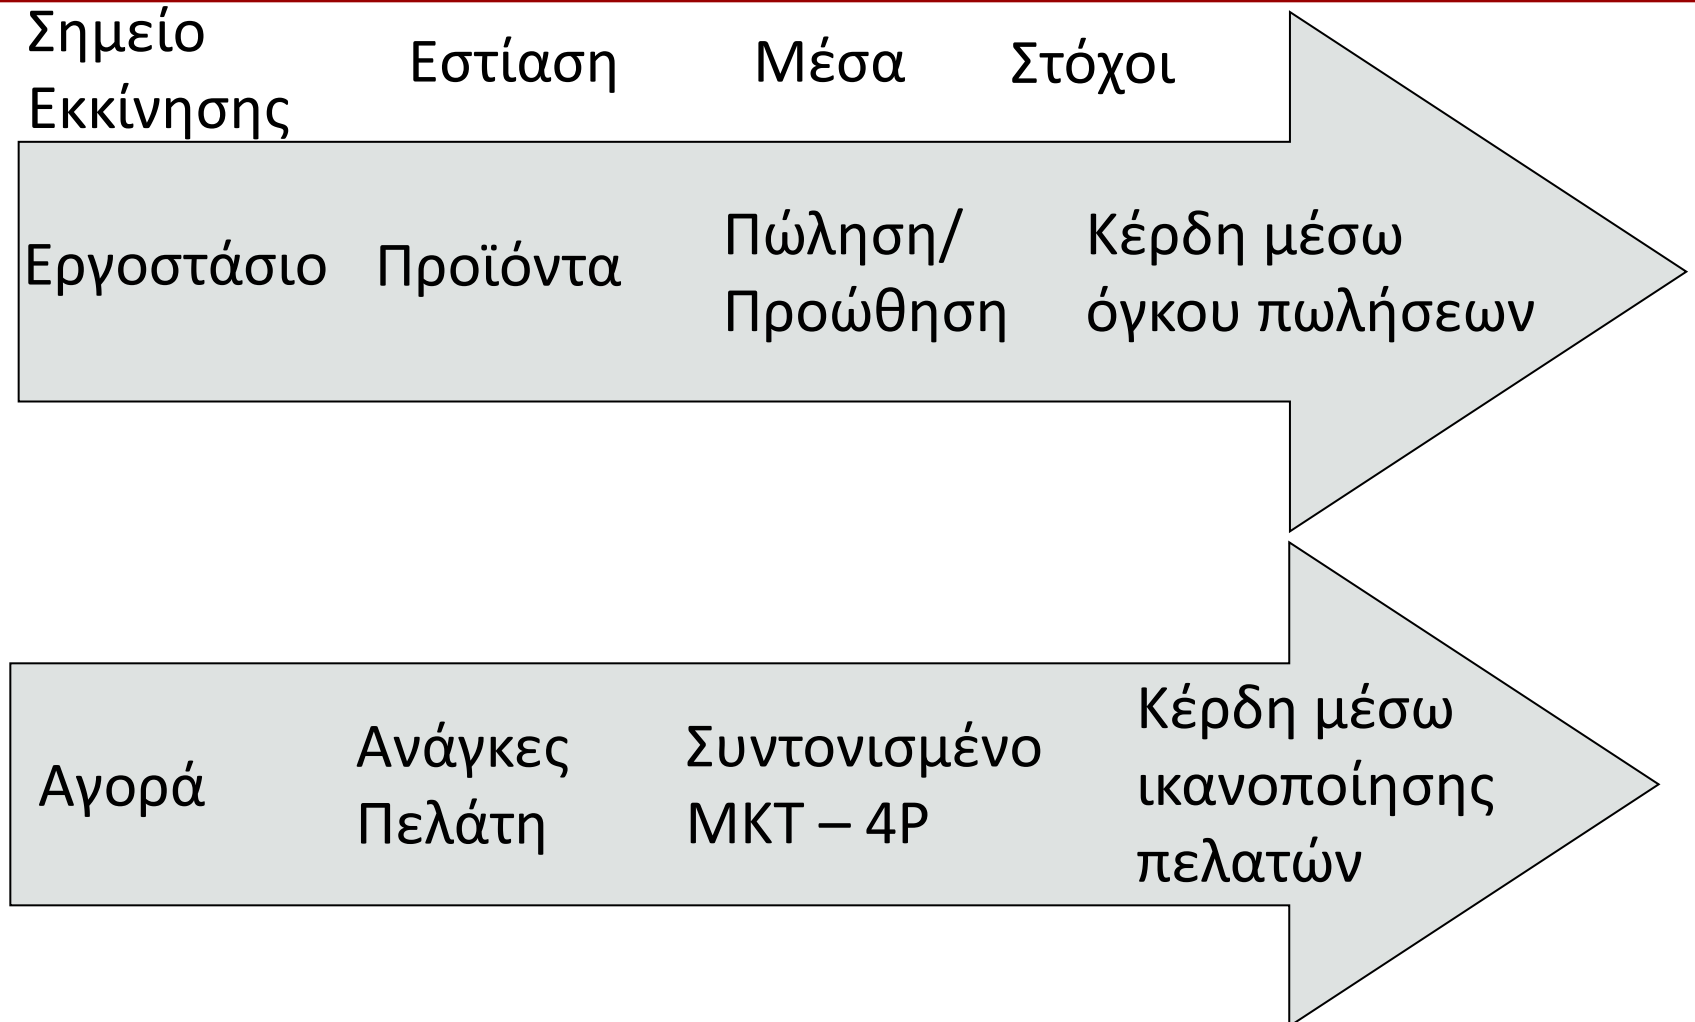 Σημείο
Εκκίνησης
Εστίαση
Μέσα
Στόχοι
Εργοστάσιο
Προϊόντα
Πώληση/
Προώθηση
Κέρδη μέσω
όγκου πωλήσεων
Αγορά
Ανάγκες
Πελάτη
Συντονισμένο
ΜΚΤ – 4P
Κέρδη μέσω
ικανοποίησης
πελατών